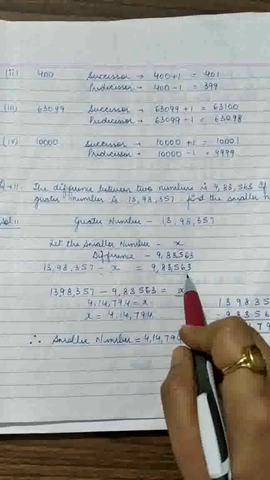 (ii) 400 Successor → 400+1 = 401
Predecessor → 400-1 = 399
(iii) 63099 Successor → 63099+1 = 63100
Predecessor → 63099-1 = 63098
(iv) 10000 Successor → 10000+1 = 10001
Predecessor → 10000-1 = 9999
The difference between two numbers is 9,83,563 If
greater number is 13,98,357 find the smaller
Greater Number - 13,98,357
Let the Smaller Number - x
Difference - 9,83,563
13,98,357 - x = 9,83,563
13,98,357 - 9,83,563 = x
4,14,794 = x
x = 4,14,794
∴ Smaller Number = 4,14,794